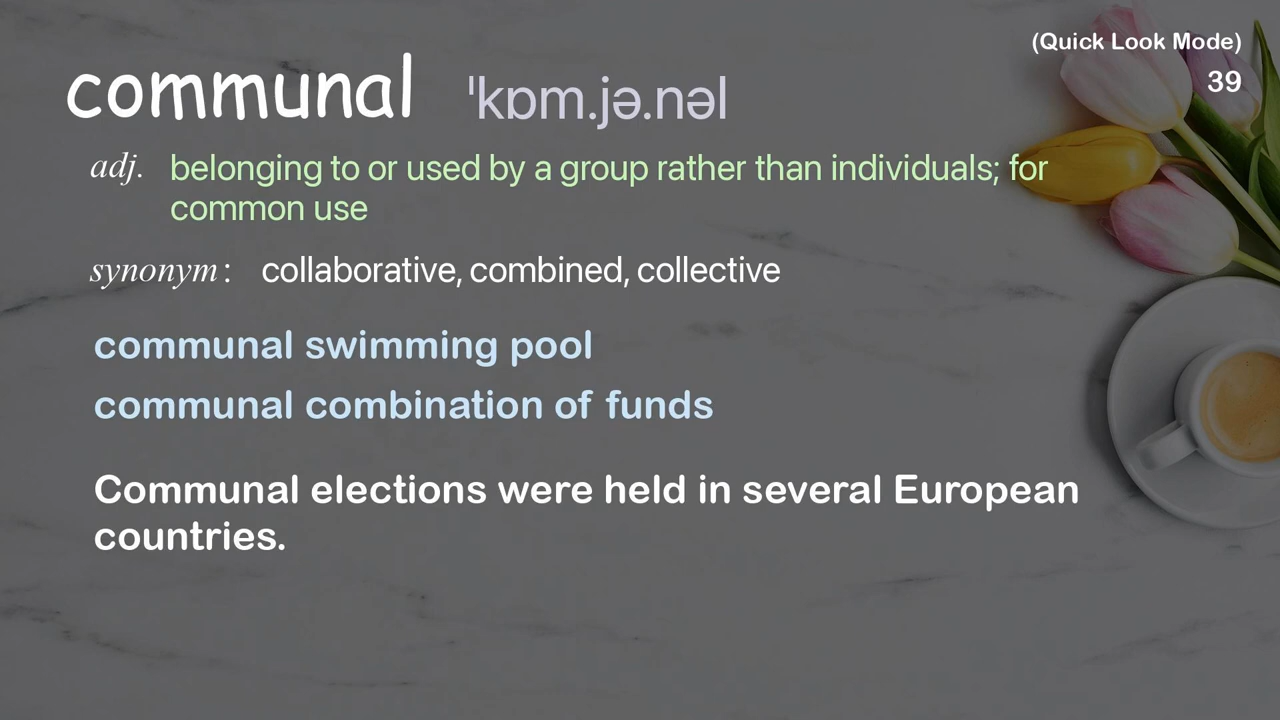 (Quick Look Mode)
communal ˈkɒm.jə.nəl
39
adj. belonging to or used by a group rather than individuals; for
common use
synonym: collaborative, combined, collective
communal swimming pool
communal combination of funds
Communal elections were held in several European
countries.